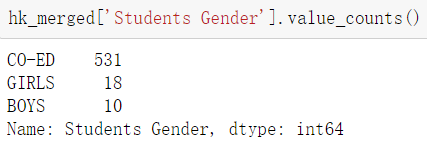 hk_merged['Students Gender'].value_counts()
CO-ED    531
GIRLS     18
BOYS      10
Name: Students Gender, dtype: int64